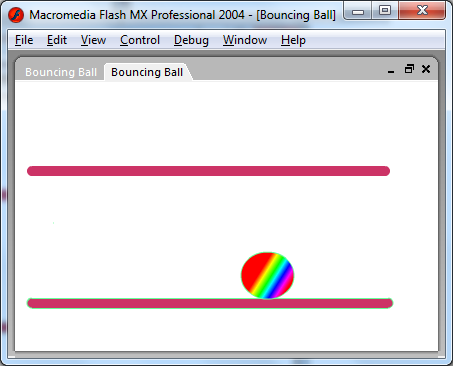 Macromedia Flash MX Professional 2004 - [Bouncing Ball]
File Edit View Control Debug Window Help
Bouncing Ball Bouncing Ball